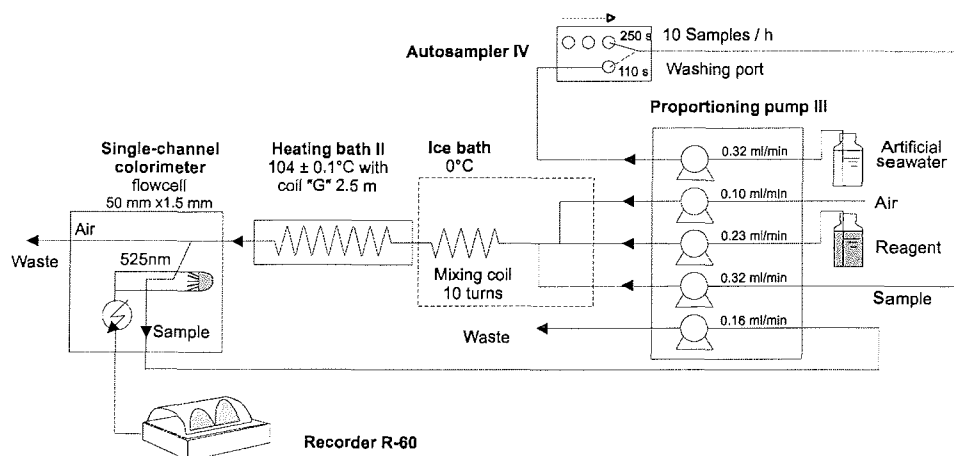 250 s
10 Samples / h
Autosampler IV
110 s
Washing port
Proportioning pump III
Single-channel
colorimeter
flowcell
50 mm x1.5 mm
Heating bath II
104 ± 0.1°C with
coil "G" 2.5 m
Ice bath
0°C
0.32 ml/min
Artificial
seawater
0.10 ml/min
Air
Air
Waste
0.23 ml/min
Reagent
525nm
Mixing coil
10 turns
0.32 ml/min
Sample
Sample
Waste
0.16 ml/min
Recorder R-60